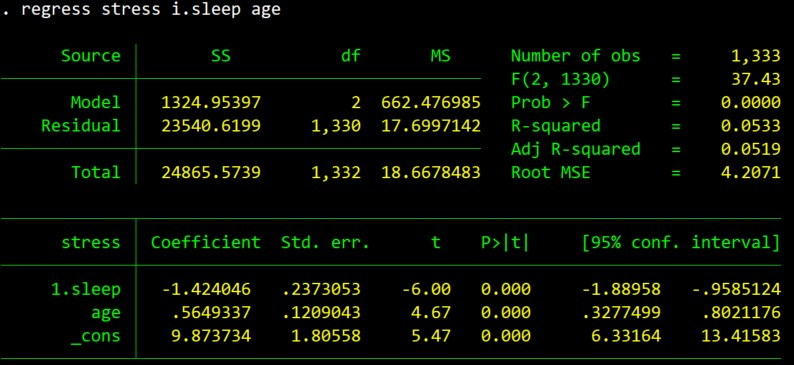 . regress stress i.sleep age
Source SS df MS Number of obs = 1,333
F(2, 1330) = 37.43
Model 1324.95397 2 662.476985 Prob > F = 0.0000
Residual 23540.6199 1,330 17.6997142 R-squared = 0.0533
Adj R-squared = 0.0519
Total 24865.5739 1,332 18.6678483 Root MSE = 4.2071
stress Coefficient Std. err. t P>|t| [95% conf. interval]
1.sleep -1.424046 .2373053 -6.00 0.000 -1.88958 -.9585124
age .5649337 .1209043 4.67 0.000 .3277499 .8021176
_cons 9.873734 1.80558 5.47 0.000 6.33164 13.41583